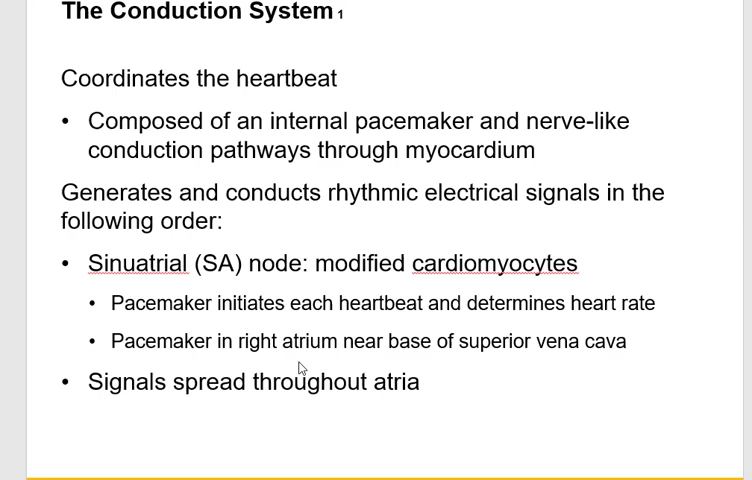 The Conduction System 1
Coordinates the heartbeat
• Composed of an internal pacemaker and nerve-like
conduction pathways through myocardium
Generates and conducts rhythmic electrical signals in the
following order:
• Sinuatrial (SA) node: modified cardiomyocytes
• Pacemaker initiates each heartbeat and determines heart rate
• Pacemaker in right atrium near base of superior vena cava
• Signals spread throughout atria